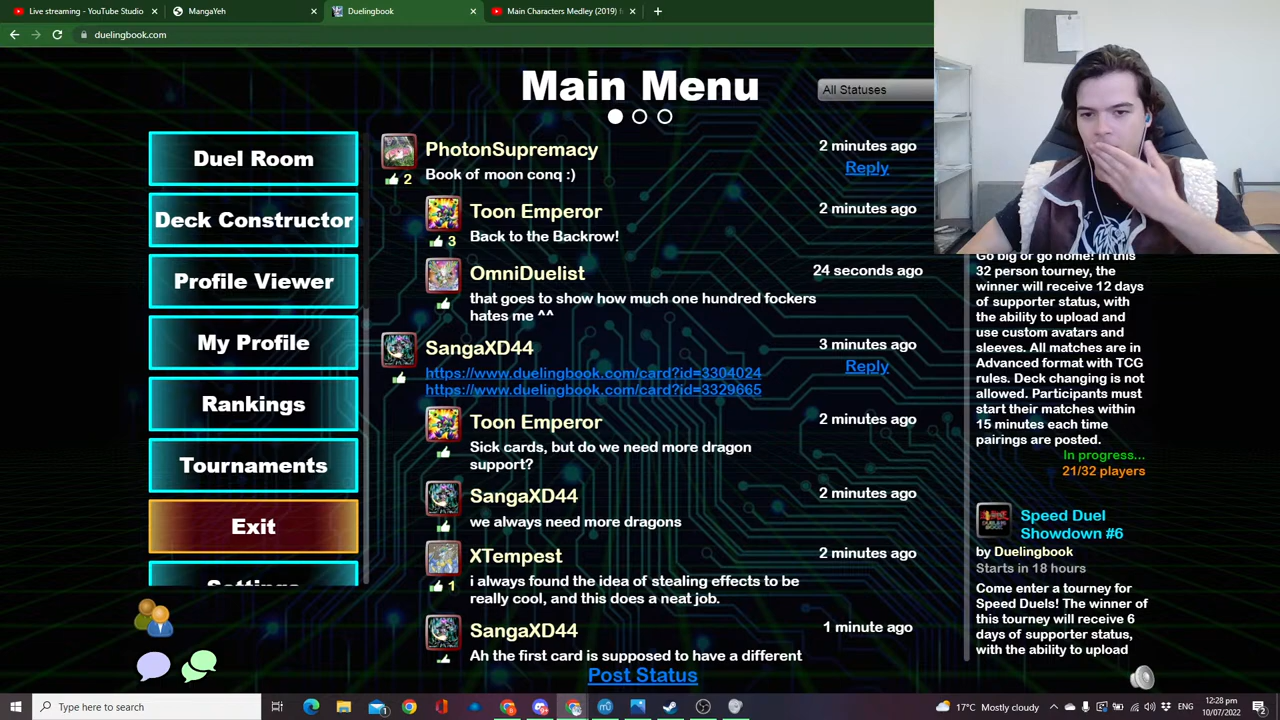 Live streaming - YouTube Studio
MangaYeh
Duelingbook
Main Characters Medley (2019) f
duelingbook.com
Main Menu
All Statuses
Duel Room
Deck Constructor
Profile Viewer
My Profile
Rankings
Tournaments
Exit
Settings
PhotonSupremacy
2 minutes ago
Book of moon conq :)
Reply
2
Toon Emperor
2 minutes ago
Back to the Backrow!
3
OmniDuelist
24 seconds ago
that goes to show how much one hundred fockers
hates me ^^
SangaXD44
3 minutes ago
https://www.duelingbook.com/card?id=3304024
Reply
https://www.duelingbook.com/card?id=3329665
Toon Emperor
2 minutes ago
Sick cards, but do we need more dragon
support?
SangaXD44
2 minutes ago
we always need more dragons
XTempest
2 minutes ago
i always found the idea of stealing effects to be
1
really cool, and this does a neat job.
SangaXD44
1 minute ago
Ah the first card is supposed to have a different
Post Status
Go big or go home! In this
32 person tourney, the
winner will receive 12 days
of supporter status, with
the ability to upload and
use custom avatars and
sleeves. All matches are in
Advanced format with TCG
rules. Deck changing is not
allowed. Participants must
start their matches within
15 minutes each time
pairings are posted.
In progress...
21/32 players
Speed Duel
Showdown #6
by Duelingbook
Starts in 18 hours
Come enter a tourney for
Speed Duels! The winner of
this tourney will receive 6
days of supporter status,
with the ability to upload
Type here to search
17°C Mostly cloudy
12:28 pm
10/07/2022